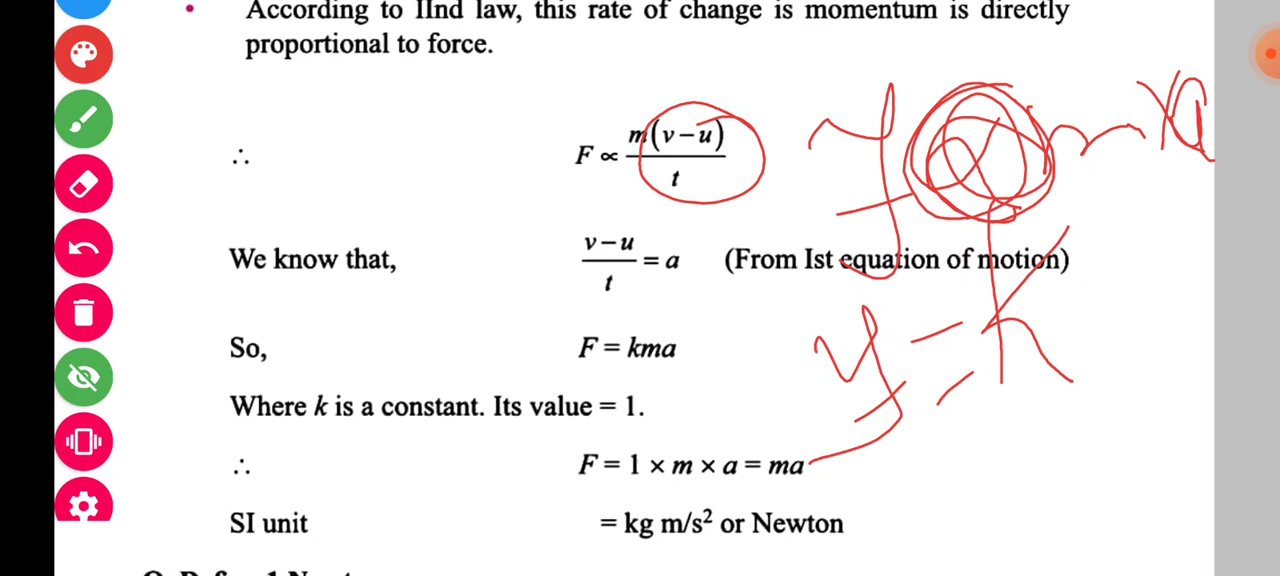 • According to IInd law, this rate of change is momentum is directly
proportional to force.
∴ F ∝ m(v – u) / t
We know that, (v – u) / t = a (From Ist equation of motion)
So, F = kma
Where k is a constant. Its value = 1.
∴ F = 1 × m × a = ma
SI unit = kg m/s² or Newton
y = k